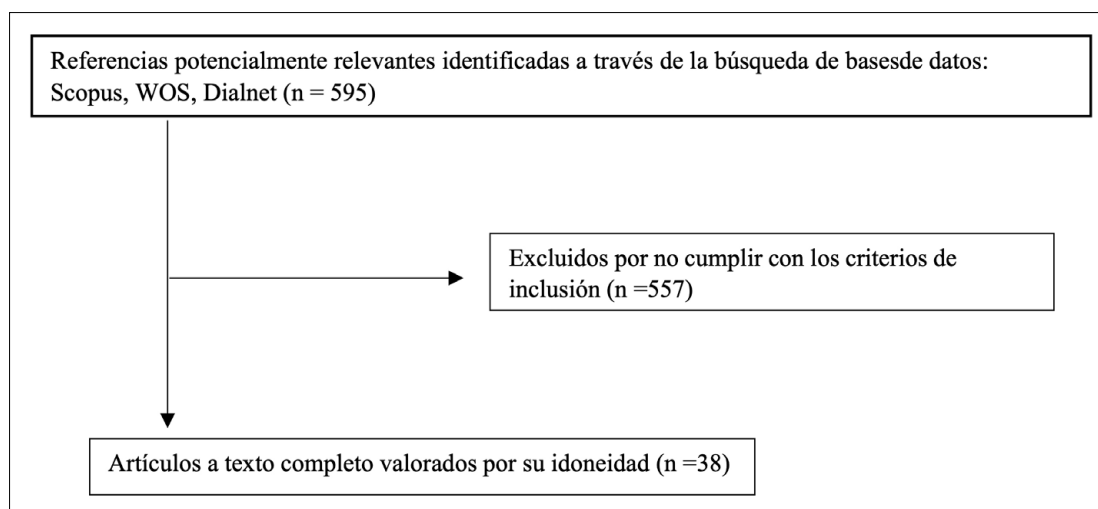 Referencias potencialmente relevantes identificadas a través de la búsqueda de basesde datos:
Scopus, WOS, Dialnet (n = 595)
Excluidos por no cumplir con los criterios de
inclusión (n =557)
Artículos a texto completo valorados por su idoneidad (n =38)